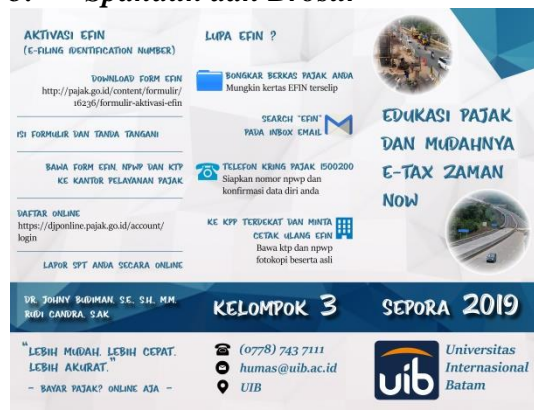 Spanduk dan Brosur
AKTIVASI EFIN
(E-FILING IDENTIFICATION NUMBER)
DOWNLOAD FORM EFIN
http://pajak.go.id/content/formulir/
16236/formulir-aktivasi-efin
ISI FORMULIR DAN TANDA TANGANI
BAWA FORM EFIN, NPWP DAN KTP
KE KANTOR PELAYANAN PAJAK
DAFTAR ONLINE
https://djponline.pajak.go.id/account/
login
LAPOR SPT ANDA SECARA ONLINE
LUPA EFIN ?
BONGKAR BERKAS PAJAK ANDA
Mungkin kertas EFIN terselip
SEARCH "EFIN"
PADA INBOX EMAIL
TELEFON KRING PAJAK 1500200
Siapkan nomor npwp dan
konfirmasi data diri anda
KE KPP TERDEKAT DAN MINTA
CETAK ULANG EFIN
Bawa ktp dan npwp
fotokopi beserta asli
EDUKASI PAJAK
DAN MUDAHNYA
E-TAX ZAMAN
NOW
DR. JOHNY BUDIMAN, S.E., S.H., MM.
RUDI CANDRA, S.AK
KELOMPOK 3
SEPORA 2019
"LEBIH MUDAH. LEBIH CEPAT.
LEBIH AKURAT."
- BAYAR PAJAK? ONLINE AJA -
(0778) 743 7111
humas@uib.ac.id
UIB
uib
Universitas
Internasional
Batam